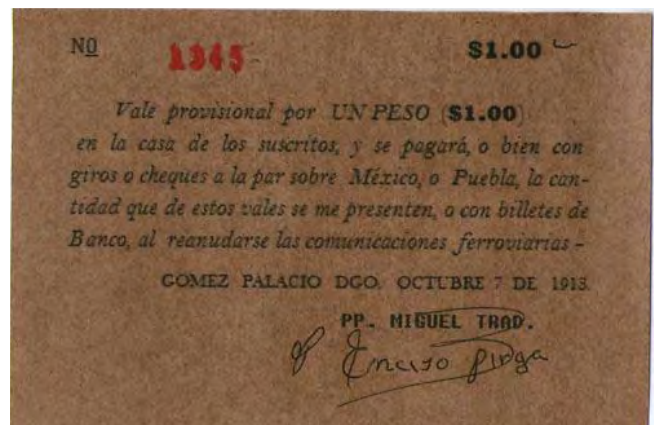 No 1345 $1.00
Vale provisional por UN PESO ($1.00)
en la casa de los suscritos, y se pagará, o bien con
giros o cheques a la par sobre México, o Puebla, la can-
tidad que de estos vales se me presenten, o con billetes de
Banco, al reanudarse las comunicaciones ferroviarias -
GOMEZ PALACIO DGO. OCTUBRE 7 DE 1913.
PP. MIGUEL TRAD.